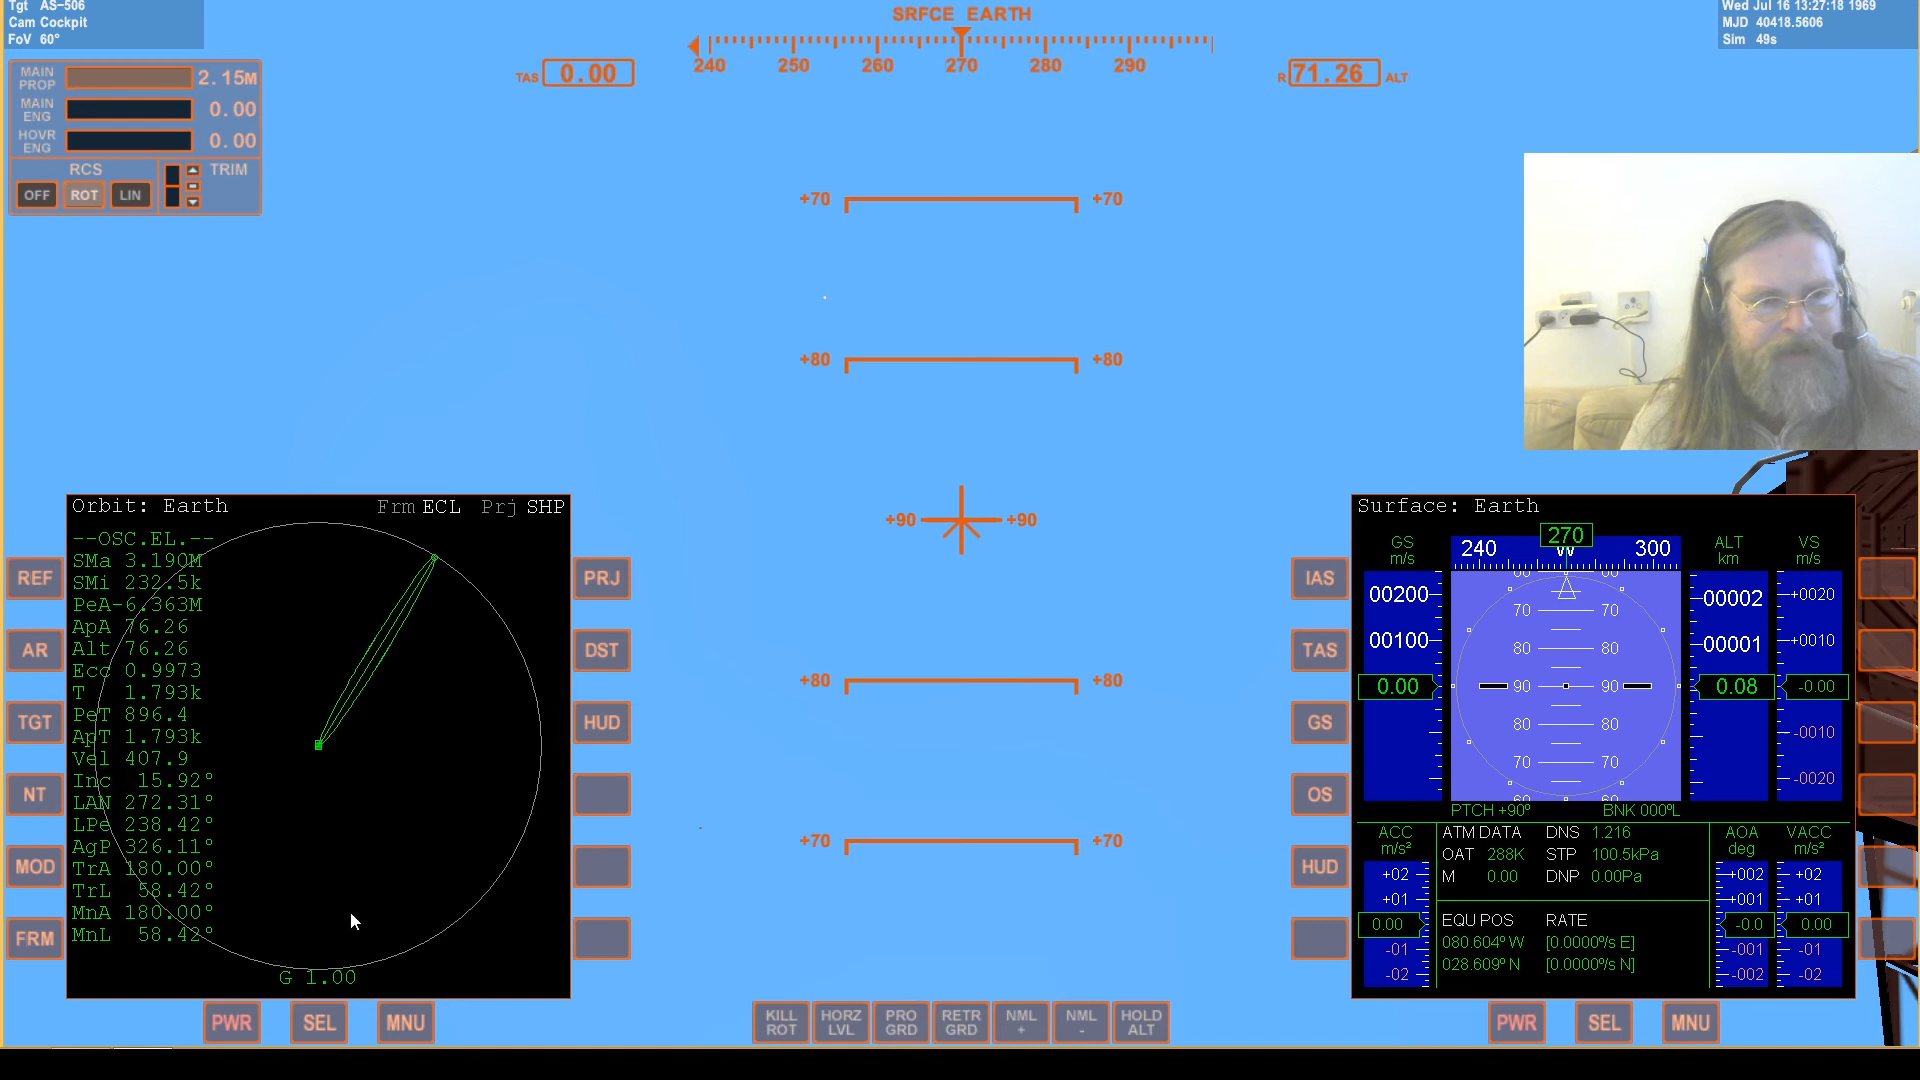 Tgt AS-506
Cam Cockpit
FoV 60°
SRFCE EARTH
Wed Jul 16 13:27:18 1969
MJD 40418.5606
Sim 49s
240 250 260 270 280 290
TAS 0.00
R 71.26 ALT
MAIN PROP 2.15M
MAIN ENG 0.00
HOVR ENG 0.00
RCS TRIM
OFF ROT LIN
+70 +70
+80 +80
+90 +90
+80 +80
+70 +70
Orbit: Earth Frm ECL Prj SHP
--OSC.EL.--
SMa 3.190M
SMi 232.5k
PeA-6.363M
ApA 76.26
Alt 76.26
Ecc 0.9973
T 1.793k
PeT 896.4
ApT 1.793k
Vel 407.9
Inc 15.92°
LAN 272.31°
LPe 238.42°
AgP 326.11°
TrA 180.00°
TrL 58.42°
MnA 180.00°
MnL 58.42°
G 1.00
REF
AR
TGT
NT
MOD
FRM
PRJ
DST
HUD
PWR SEL MNU
KILL ROT
HORZ LVL
PRO GRD
RETR GRD
NML +
NML -
HOLD ALT
Surface: Earth
IAS
TAS
GS
OS
HUD
GS m/s
270
240 W 300
ALT km
VS m/s
00200
00100
0.00
60 60
70 70
80 80
90 90
80 80
70 70
60 60
00002
00001
0.08
+0020
+0010
-0.00
-0010
-0020
PTCH +90° BNK 000°L
ACC m/s²
+02
+01
0.00
-01
-02
ATM DATA DNS 1.216
OAT 288K STP 100.5kPa
M 0.00 DNP 0.00Pa
EQU POS RATE
080.604° W [0.0000°/s E]
028.609° N [0.0000°/s N]
AOA deg
+002
+001
-0.0
-001
-002
VACC m/s²
+02
+01
0.00
-01
-02
PWR SEL MNU